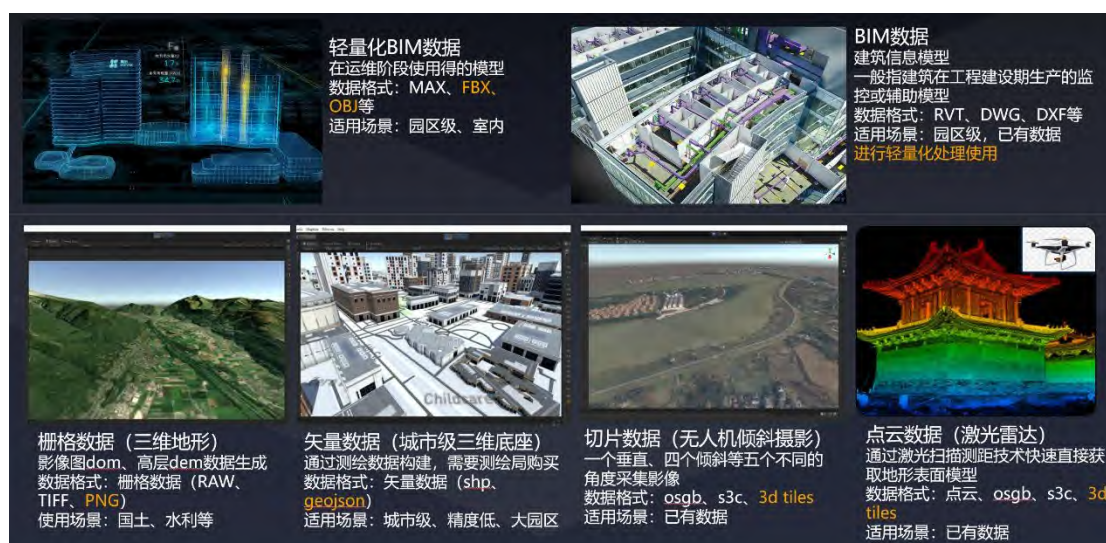 轻量化BIM数据
在运维阶段使用得的模型
数据格式：MAX、FBX、
OBJ等
适用场景：园区级、室内
BIM数据
建筑信息模型
一般指建筑在工程建设期生产的监
控或辅助模型
数据格式：RVT、DWG、DXF等
适用场景：园区级，已有数据
进行轻量化处理使用
Childcare
栅格数据（三维地形）
影像图dom、高层dem数据生成
数据格式：栅格数据（RAW、
TIFF、PNG）
使用场景：国土、水利等
矢量数据（城市级三维底座）
通过测绘数据构建，需要测绘局购买
数据格式：矢量数据（shp、
geojson）
适用场景：城市级、精度低、大园区
切片数据（无人机倾斜摄影）
一个垂直、四个倾斜等五个不同的
角度采集影像
数据格式：osgb、s3c、3d tiles
适用场景：已有数据
点云数据（激光雷达）
通过激光扫描测距技术快速直接获
取地形表面模型
数据格式：点云、osgb、s3c、3d
tiles
适用场景：已有数据